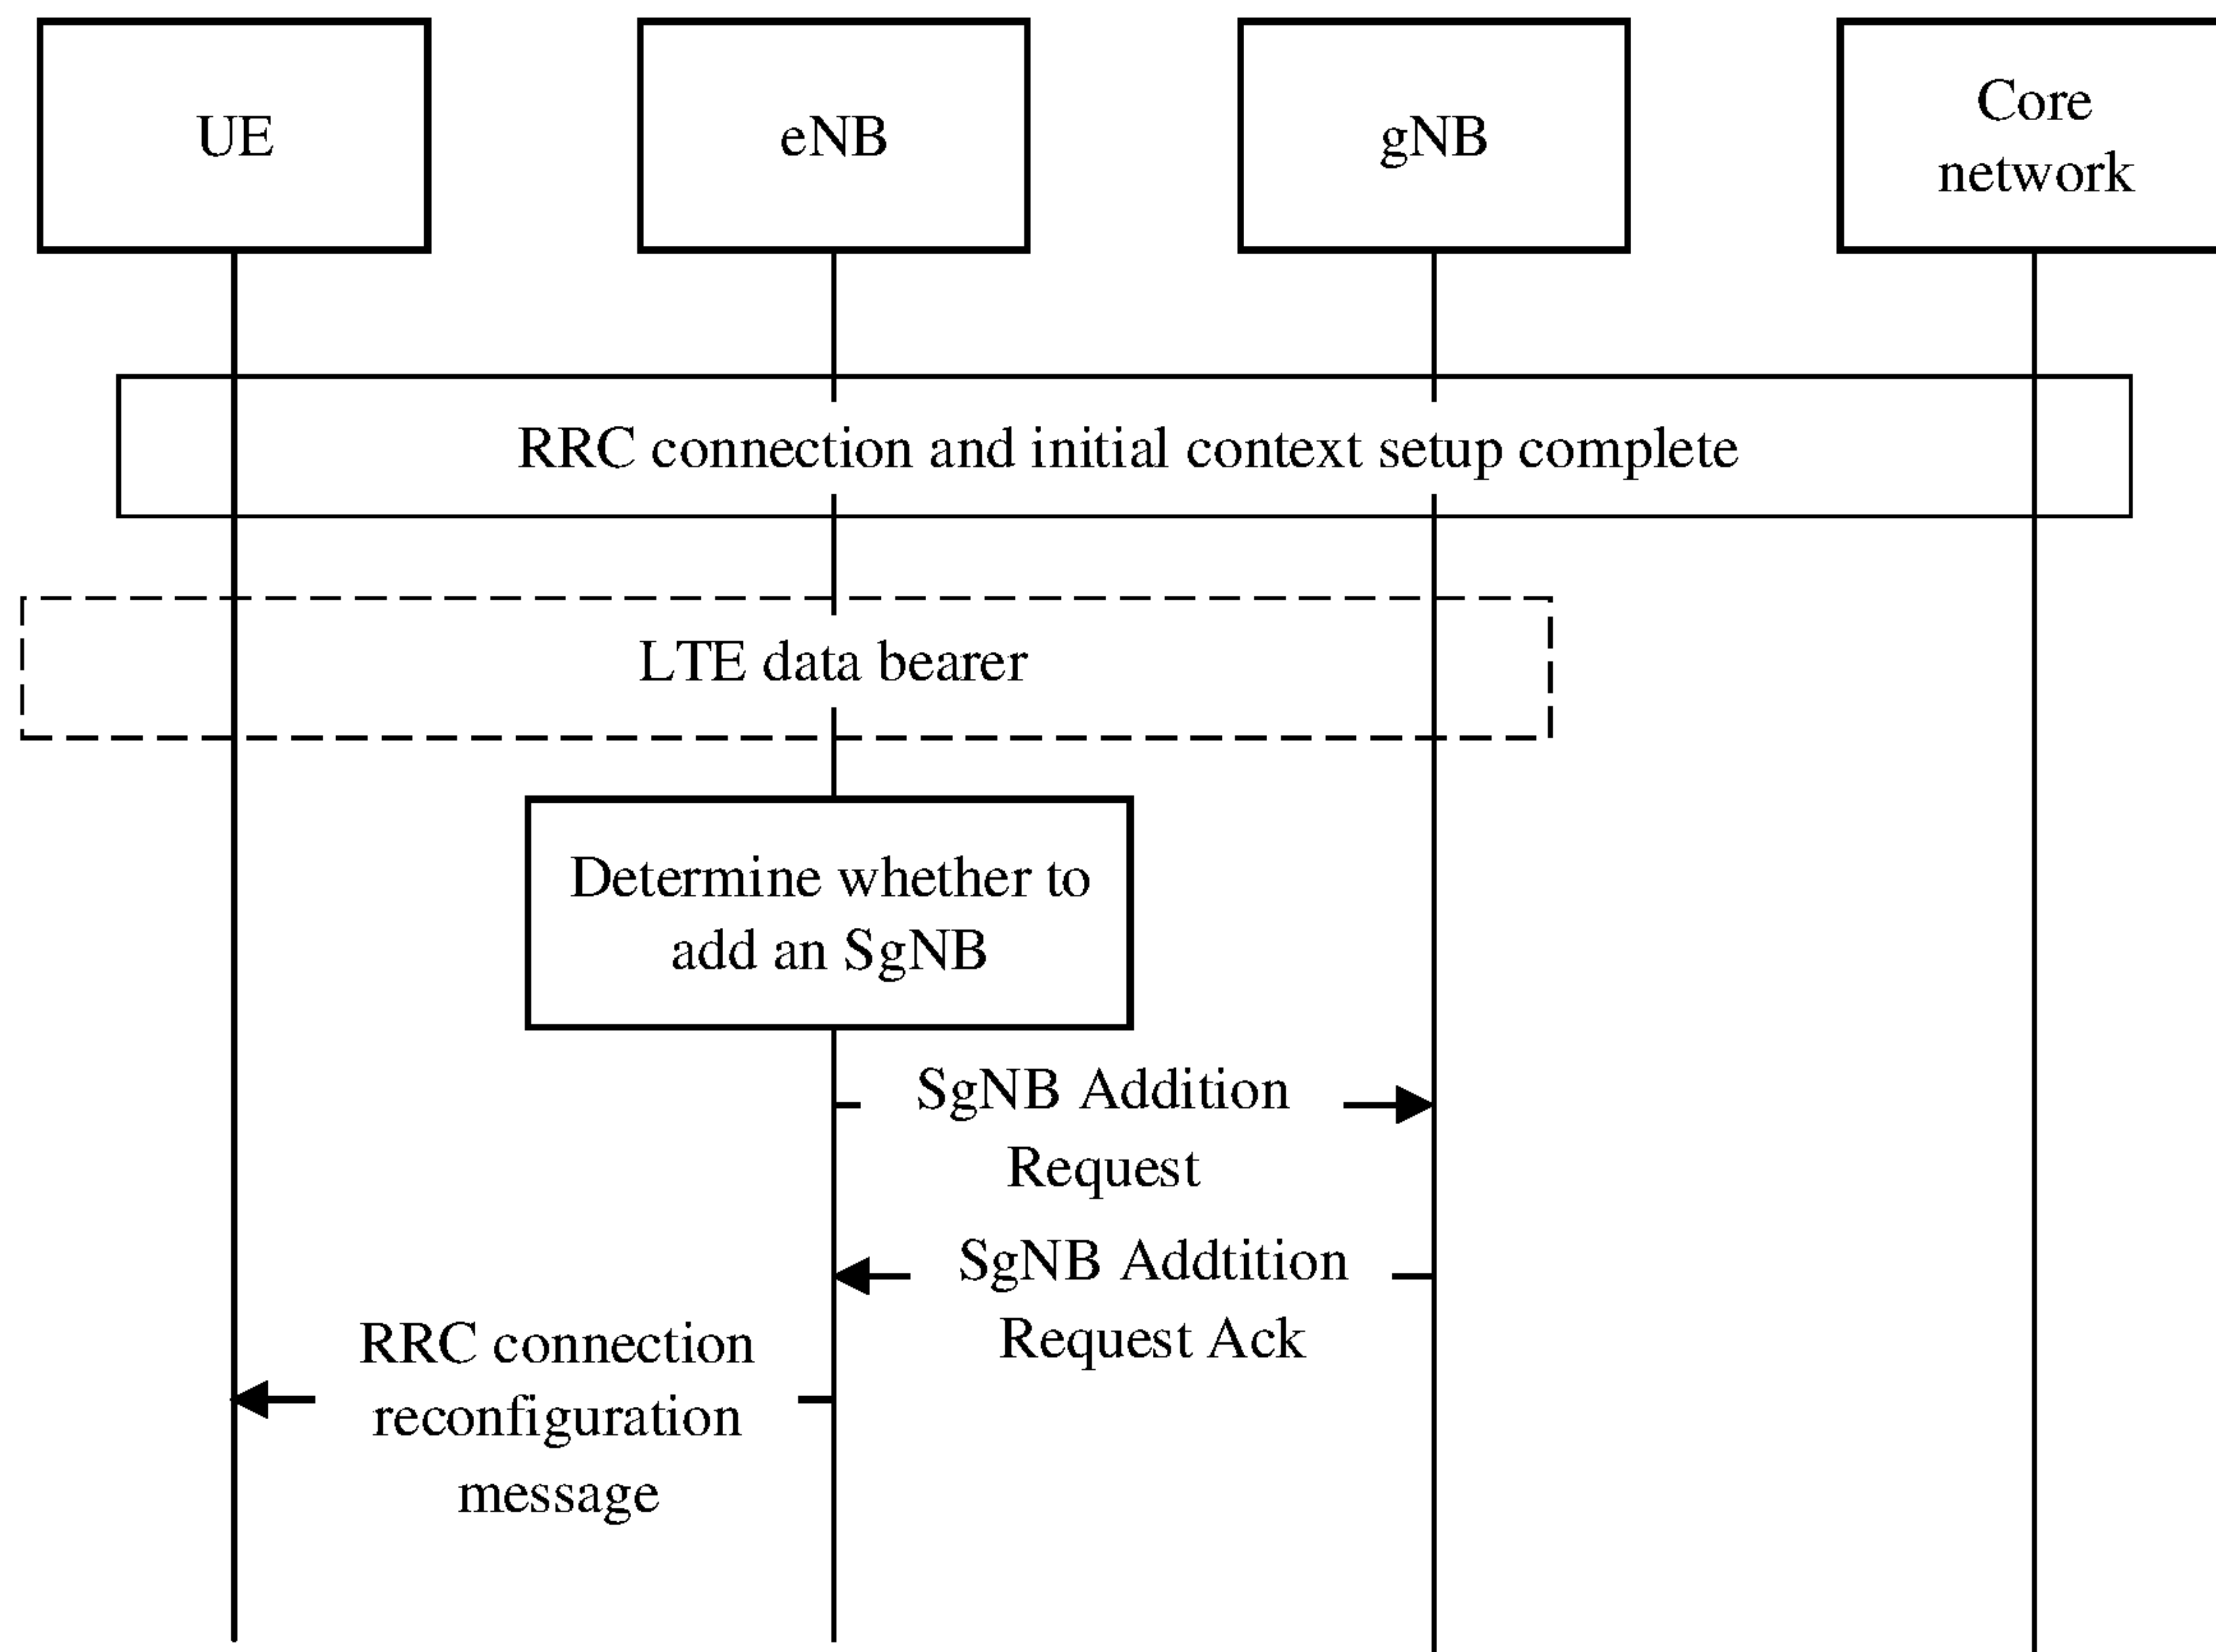 UE
eNB
gNB
Core
network
RRC connection and initial context setup complete
LTE data bearer
Determine whether to
add an SgNB
SgNB Addition
Request
SgNB Addtition
Request Ack
RRC connection
reconfiguration
message